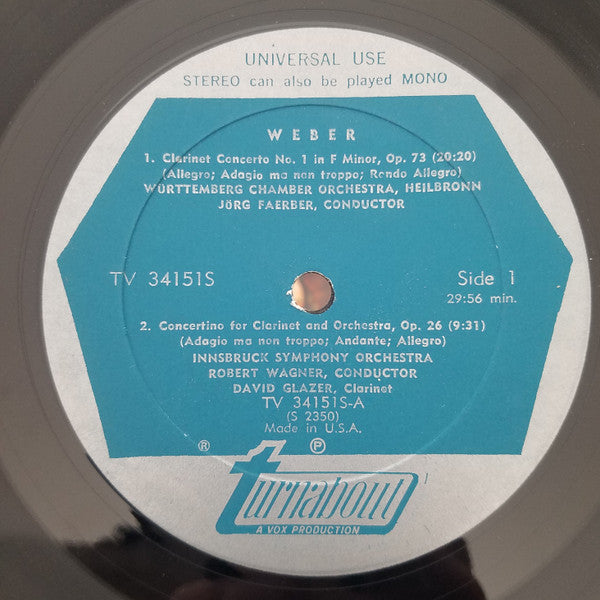 UNIVERSAL USE
STEREO can also be played MONO
WEBER
1. Clarinet Concerto No. 1 in F Minor, Op. 73 (20:20)
(Allegro; Adagio ma non troppo; Rondo Allegro)
WÜRTTEMBERG CHAMBER ORCHESTRA, HEILBRONN
JÖRG FAERBER, CONDUCTOR
TV 34151S
Side 1
29:56 min.
2. Concertino for Clarinet and Orchestra, Op. 26 (9:31)
(Adagio ma non troppo; Andante; Allegro)
INNSBRUCK SYMPHONY ORCHESTRA
ROBERT WAGNER, CONDUCTOR
DAVID GLAZER, Clarinet
TV 34151S-A
(S 2350)
Made in U.S.A.
® ℗
turnabout 1
A VOX PRODUCTION